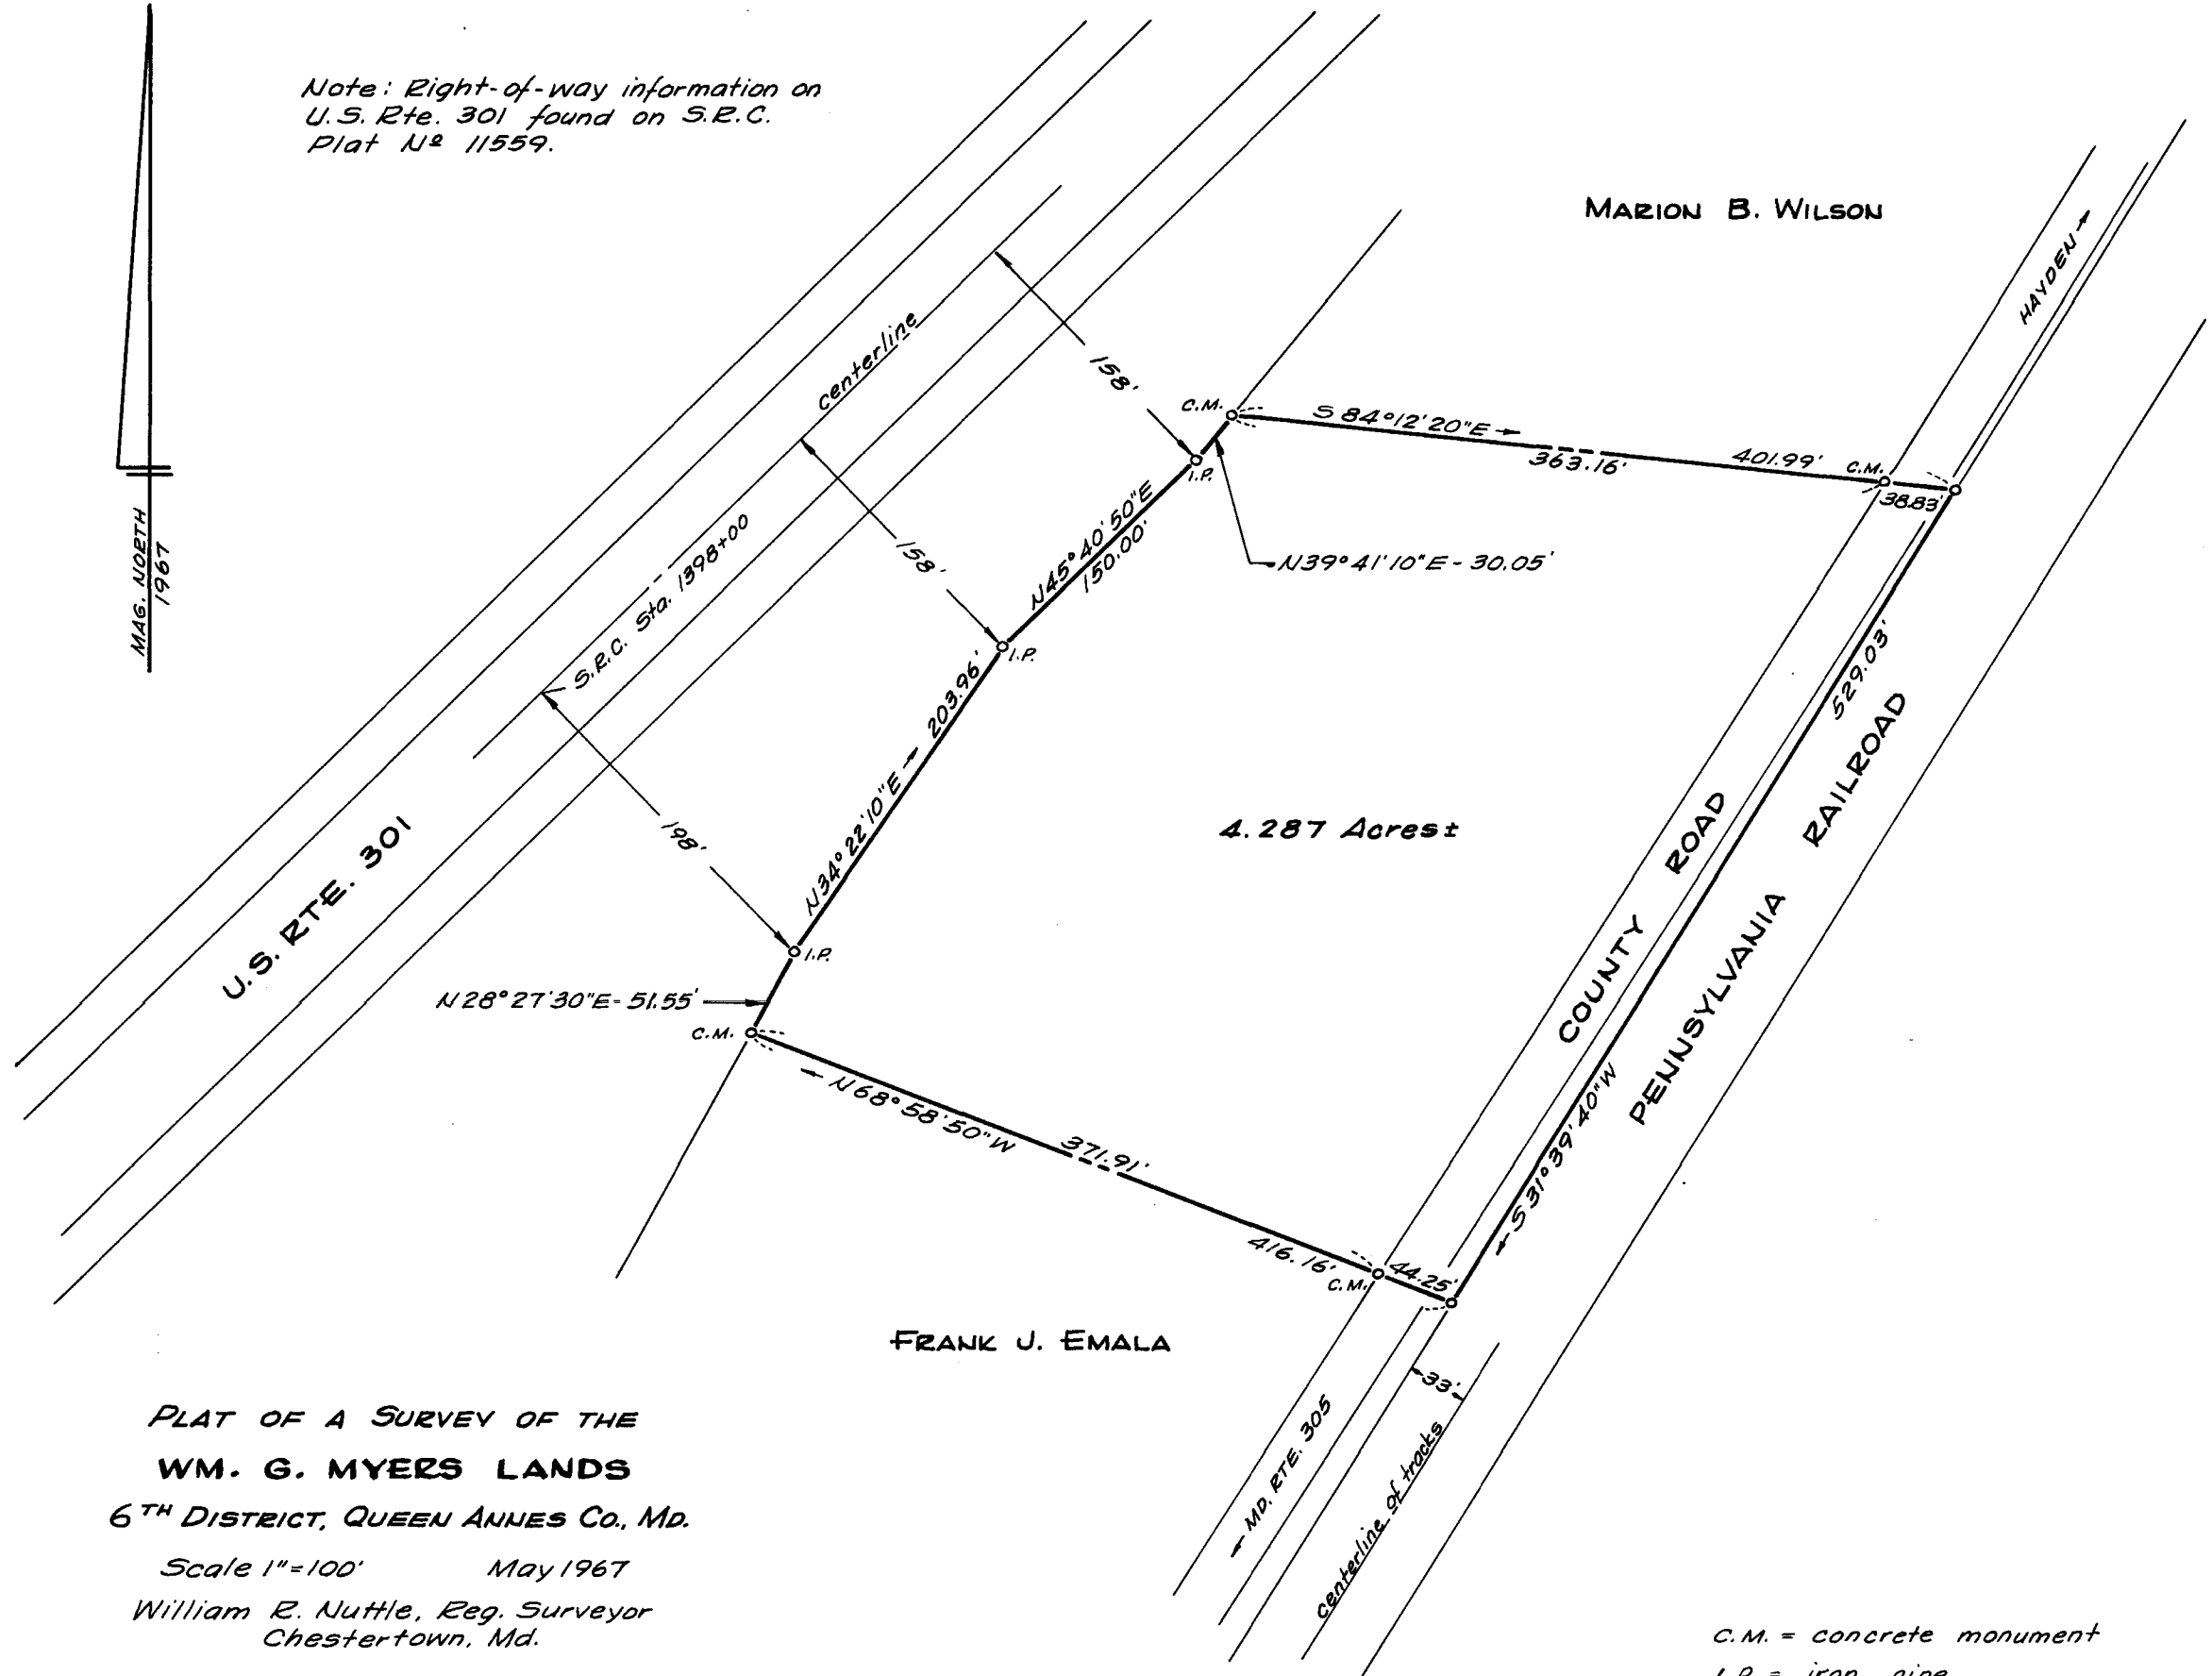 Note: Right-of-way information on
U.S. Rte. 301 found on S.R.C.
Plat Nº 11559.
MAG. NORTH
1967
MARION B. WILSON
HAYDEN
centerline
158'
C.M.
S 84°12'20"E
363.16'
401.99'
C.M.
38.83'
I.P.
N45°40'50"E
150.00'
N39°41'10"E - 30.05'
S.R.C. Sta. 1398+00
158'
I.P.
203.96'
N34°22'10"E
529.03'
198'
4.287 Acres±
U.S. RTE. 301
COUNTY ROAD
PENNSYLVANIA RAILROAD
I.P.
N28°27'30"E - 51.55'
C.M.
N68°58'50"W
371.91'
S31°39'40"W
416.16'
C.M.
44.25'
FRANK J. EMALA
33'
MD. RTE. 305
centerline of tracks
PLAT OF A SURVEY OF THE
WM. G. MYERS LANDS
6TH DISTRICT, QUEEN ANNES CO., MD.
Scale 1"=100' May 1967
William R. Nuttle, Reg. Surveyor
Chestertown, Md.
C.M. = concrete monument
I.P. = iron pipe